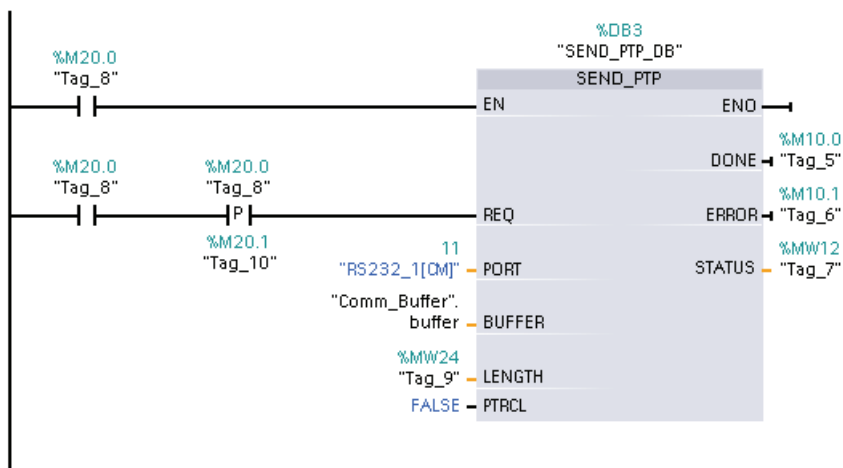 %DB3
"SEND_PTP_DB"
SEND_PTP
%M20.0
"Tag_8"
EN
ENO
%M10.0
"Tag_5"
DONE
%M20.0
"Tag_8"
%M20.0
"Tag_8"
P
%M20.1
"Tag_10"
REQ
%M10.1
"Tag_6"
ERROR
11
"RS232_1[CM]"
PORT
%MW12
"Tag_7"
STATUS
"Comm_Buffer".
buffer
BUFFER
%MW24
"Tag_9"
LENGTH
FALSE
PTRCL